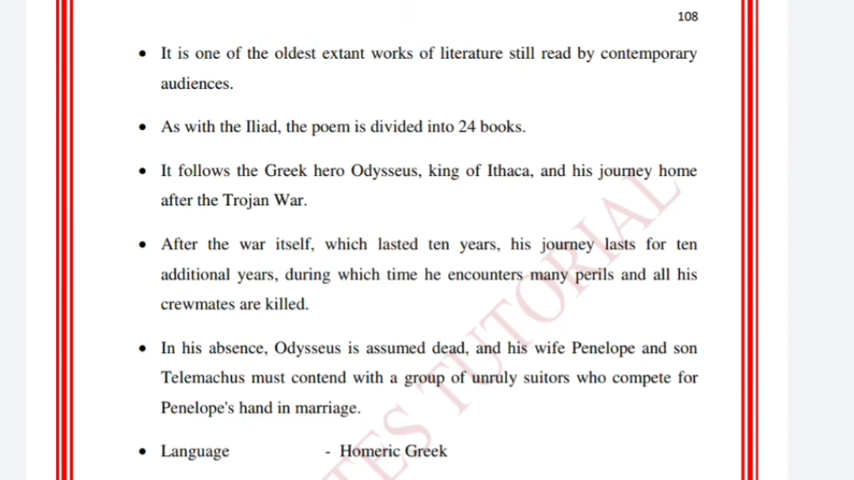 108
• It is one of the oldest extant works of literature still read by contemporary
audiences.
• As with the Iliad, the poem is divided into 24 books.
• It follows the Greek hero Odysseus, king of Ithaca, and his journey home
after the Trojan War.
• After the war itself, which lasted ten years, his journey lasts for ten
additional years, during which time he encounters many perils and all his
crewmates are killed.
• In his absence, Odysseus is assumed dead, and his wife Penelope and son
Telemachus must contend with a group of unruly suitors who compete for
Penelope's hand in marriage.
• Language - Homeric Greek
TUTORIAL